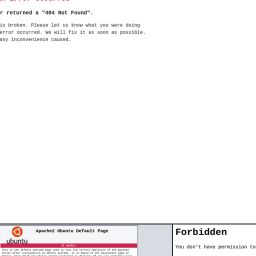 r returned a "404 Not Found".
is broken. Please let us know what you were doing
error occurred. We will fix it as soon as possible.
any inconvenience caused.
Apache2 Ubuntu Default Page
ubuntu
It works!
Forbidden
You don't have permission to